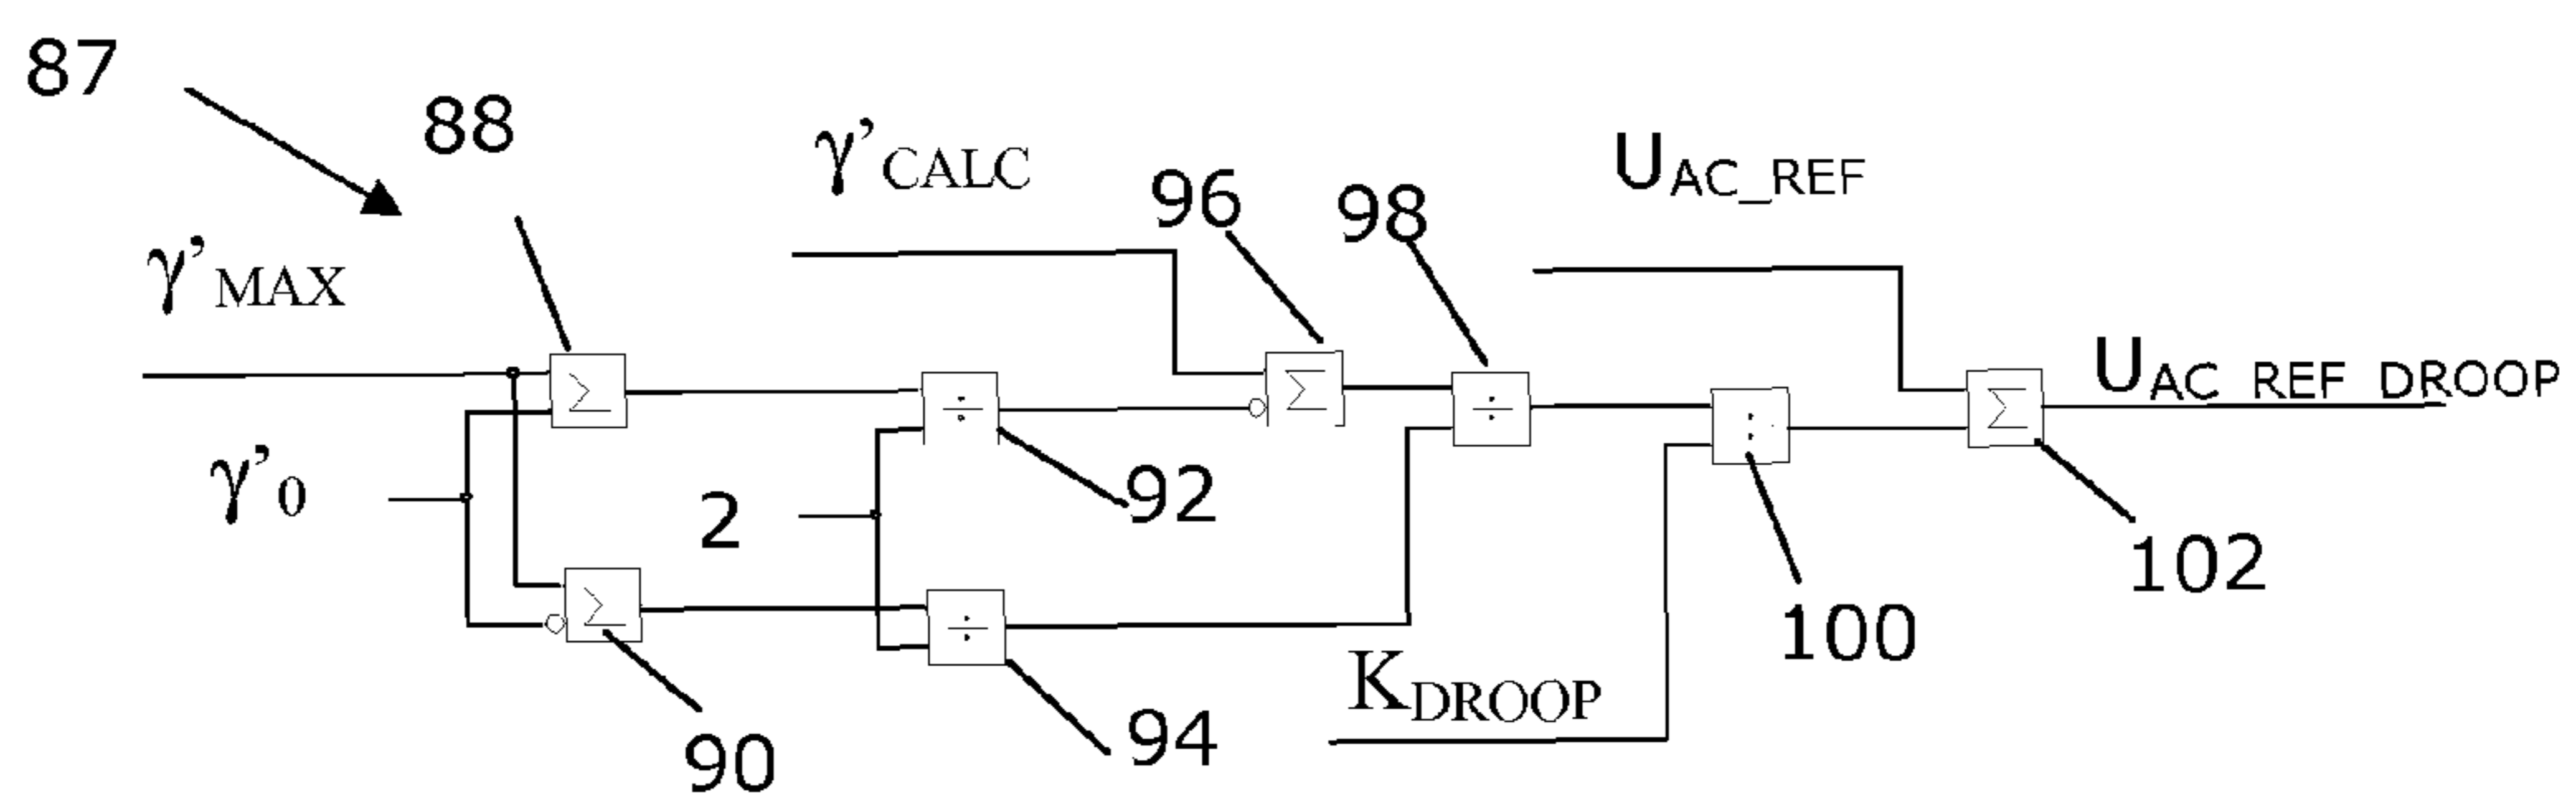 87
88
γ’CALC
96
98
UAC_REF
γ’MAX
UAC_REF_DROOP
γ’0
2
92
102
100
KDROOP
90
94